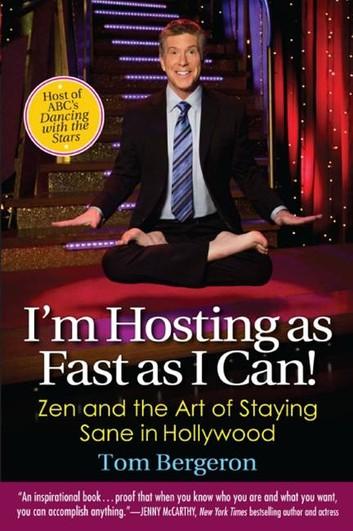 Host of
ABC's
Dancing
with the
Stars
I'm Hosting as
Fast as I Can!
Zen and the Art of Staying
Sane in Hollywood
Tom Bergeron
"An inspirational book . . . proof that when you know who you are and what you want,
you can accomplish anything."—JENNY McCARTHY, New York Times bestselling author and actress